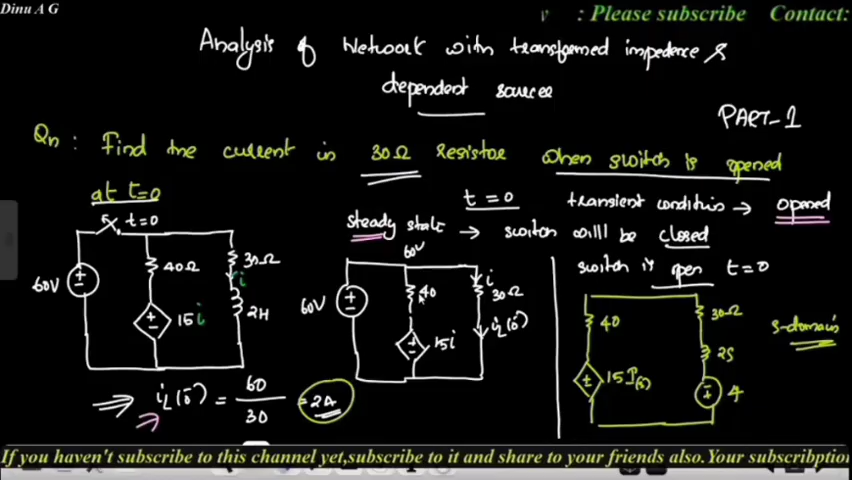 Dinu A G
: Please subscribe Contact:
Analysis of Network with transformed impedence &
dependent sources
PART-1
Qn : Find the current in 30Ω resistor when switch is opened
at t=0
t = 0 transient condition → opened
steady state → switch will be closed
switch is open t=0
t=0
60V
40Ω
30Ω
i
2H
15i
60V
60V
40
i
30Ω
iL(0⁻)
15i
40
30Ω
2S
15I(s)
4
s-domain
⇒ iL(0⁻) = 60/30 = 2A
If you haven't subscribe to this channel yet,subscribe to it and share to your friends also.Your subscribption